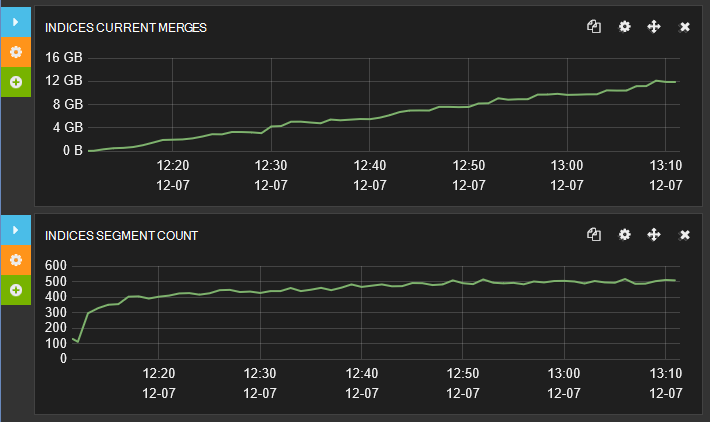 INDICES CURRENT MERGES
16 GB
12 GB
8 GB
4 GB
0 B
12:20 12:30 12:40 12:50 13:00 13:10
12-07 12-07 12-07 12-07 12-07 12-07
INDICES SEGMENT COUNT
600
500
400
300
200
100
0
12:20 12:30 12:40 12:50 13:00 13:10
12-07 12-07 12-07 12-07 12-07 12-07